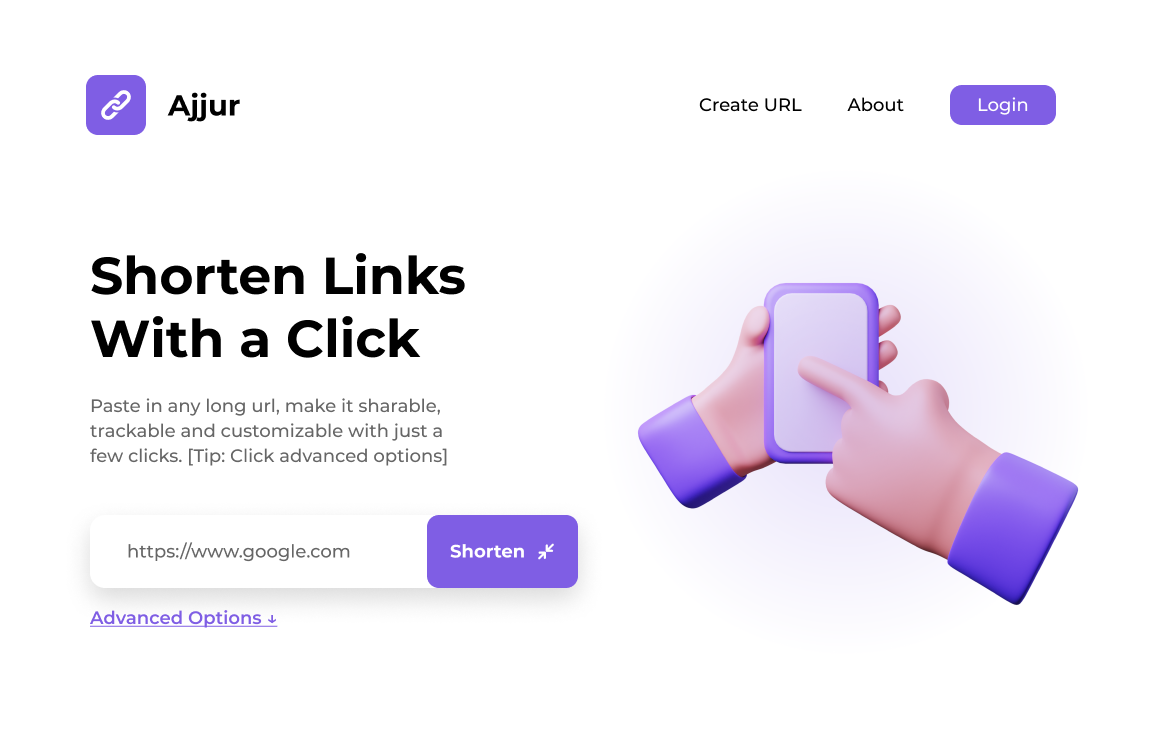 Ajjur
Create URL
About
Login
Shorten Links
With a Click
Paste in any long url, make it sharable,
trackable and customizable with just a
few clicks. [Tip: Click advanced options]
https://www.google.com
Shorten
Advanced Options ↓